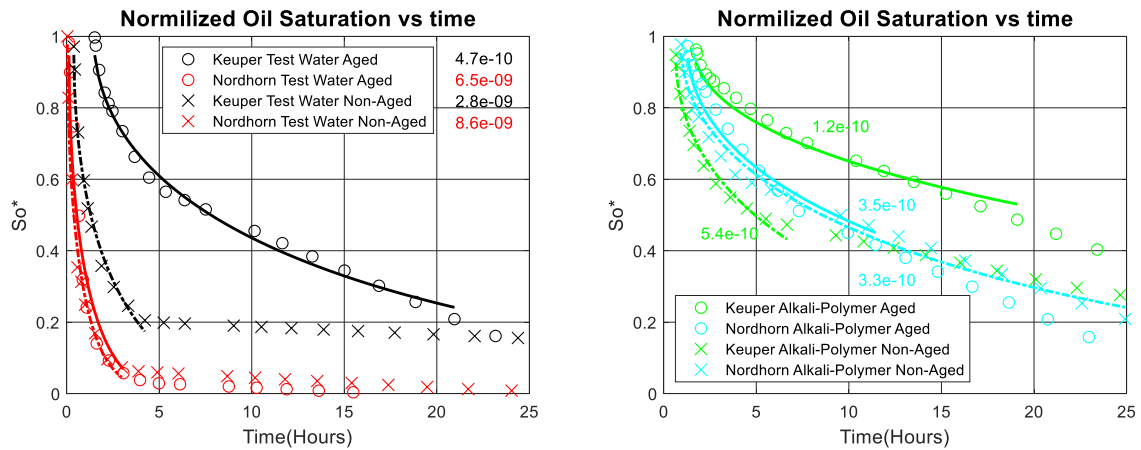 Normilized Oil Saturation vs time
1
0.8
0.6
0.4
0.2
0
So*
0 5 10 15 20 25
Time(Hours)
Keuper Test Water Aged 4.7e-10
Nordhorn Test Water Aged 6.5e-09
Keuper Test Water Non-Aged 2.8e-09
Nordhorn Test Water Non-Aged 8.6e-09
Normilized Oil Saturation vs time
1
0.8
0.6
0.4
0.2
0
So*
0 5 10 15 20 25
Time(Hours)
1.2e-10
3.5e-10
5.4e-10
3.3e-10
Keuper Alkali-Polymer Aged
Nordhorn Alkali-Polymer Aged
Keuper Alkali-Polymer Non-Aged
Nordhorn Alkali-Polymer Non-Aged